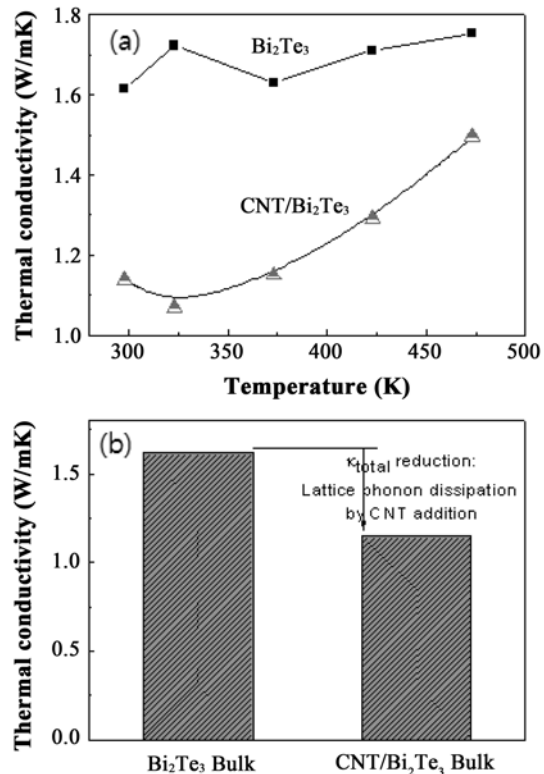 (a)
Thermal conductivity (W/mK)
1.8
1.6
1.4
1.2
1.0
Bi₂Te₃
CNT/Bi₂Te₃
300 350 400 450 500
Temperature (K)
(b)
Thermal conductivity (W/mK)
1.5
1.0
0.5
0.0
κtotal reduction:
Lattice phonon dissipation
by CNT addition
Bi₂Te₃ Bulk CNT/Bi₂Te₃ Bulk